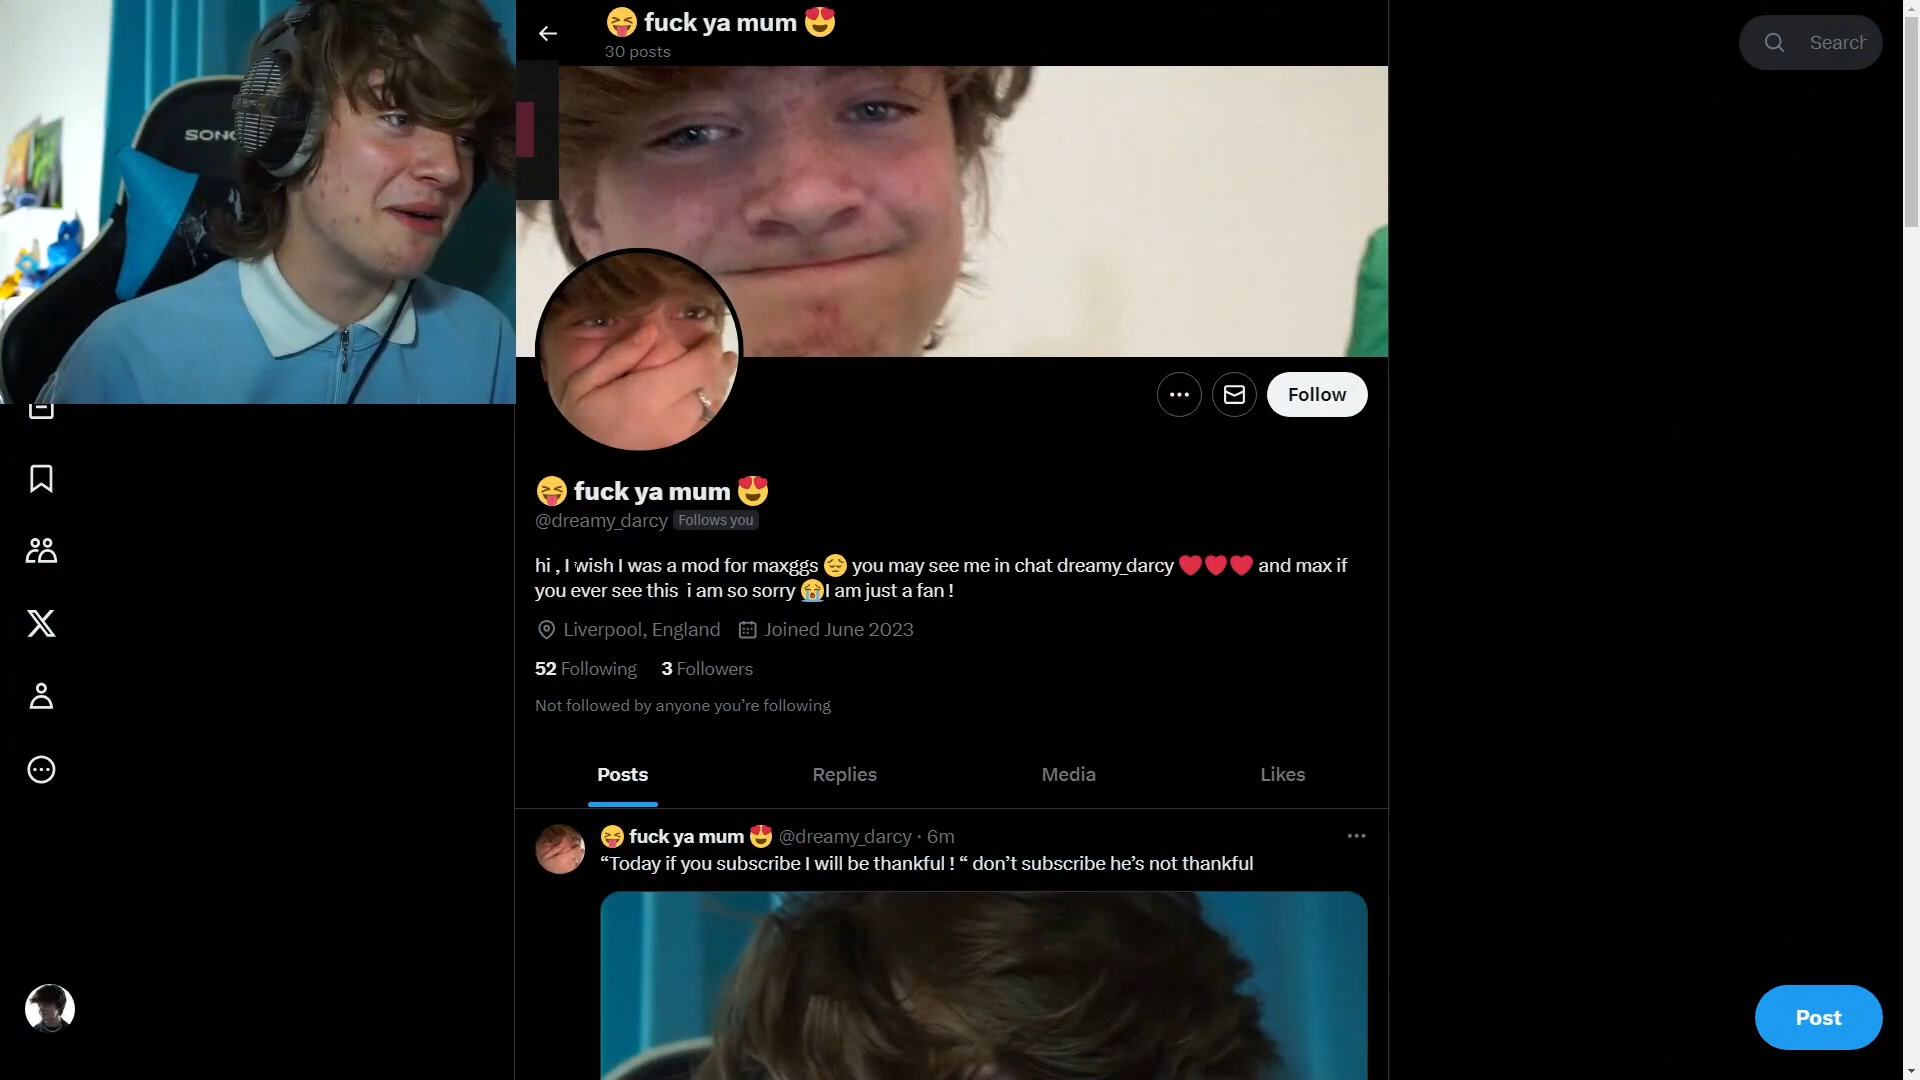 😝 fuck ya mum 😍
30 posts
Search
SONG
Follow
😝 fuck ya mum 😍
@dreamy_darcy Follows you
hi , I wish I was a mod for maxggs 😔 you may see me in chat dreamy_darcy ❤️❤️❤️ and max if
you ever see this i am so sorry 😭I am just a fan !
Liverpool, England Joined June 2023
52 Following 3 Followers
Not followed by anyone you’re following
Posts Replies Media Likes
😝 fuck ya mum 😍 @dreamy_darcy · 6m
“Today if you subscribe I will be thankful ! “ don’t subscribe he’s not thankful
Post